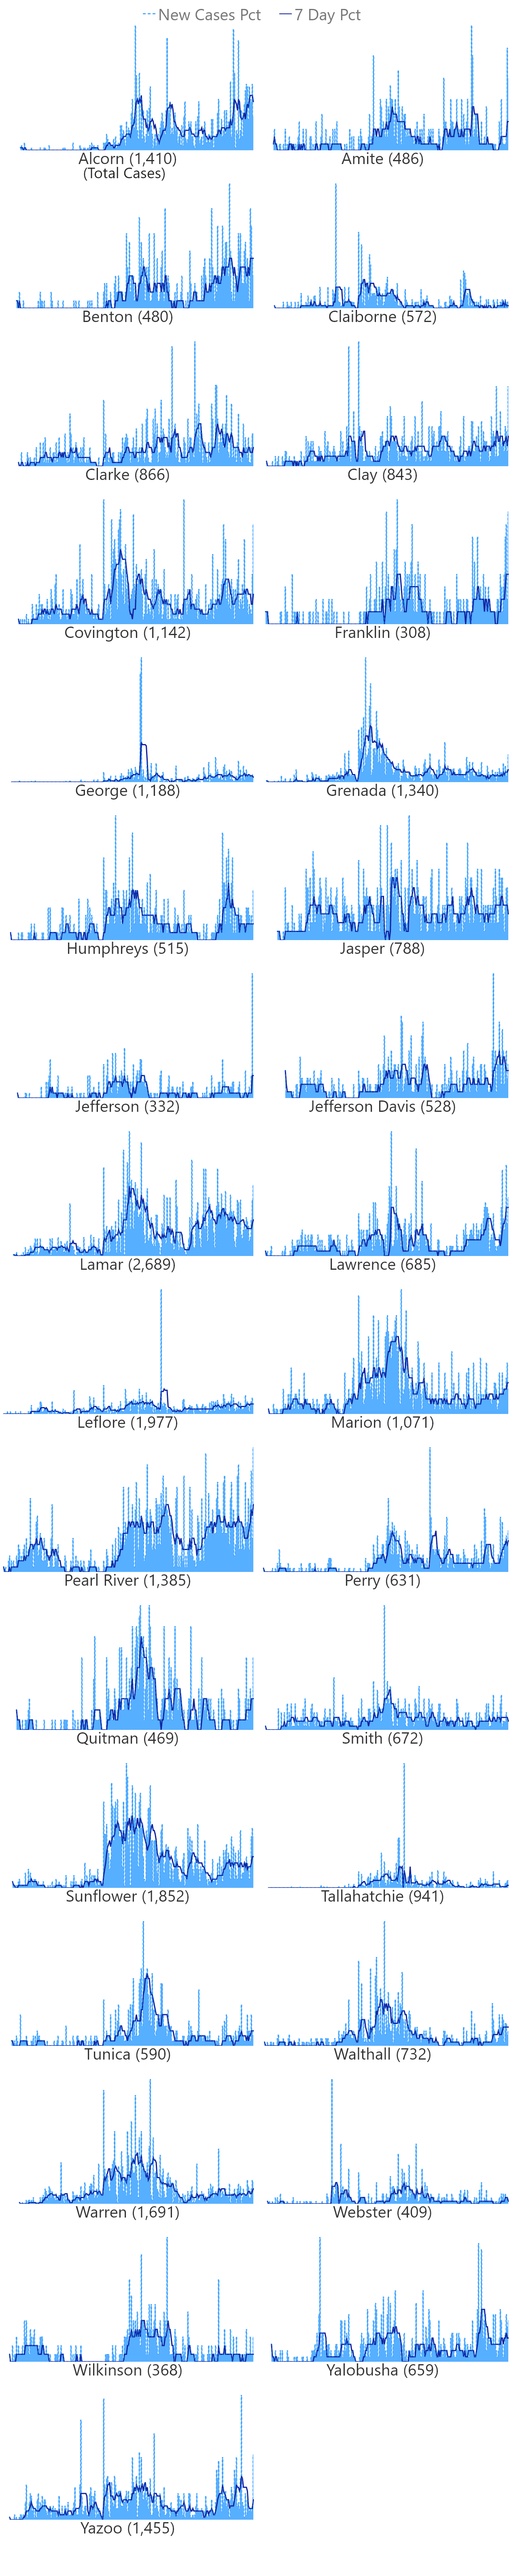 New Cases Pct 7 Day Pct
Alcorn (1,410) Amite (486)
(Total Cases)
Benton (480) Claiborne (572)
Clarke (866) Clay (843)
Covington (1,142) Franklin (308)
George (1,188) Grenada (1,340)
Humphreys (515) Jasper (788)
Jefferson (332) Jefferson Davis (528)
Lamar (2,689) Lawrence (685)
Leflore (1,977) Marion (1,071)
Pearl River (1,385) Perry (631)
Quitman (469) Smith (672)
Sunflower (1,852) Tallahatchie (941)
Tunica (590) Walthall (732)
Warren (1,691) Webster (409)
Wilkinson (368) Yalobusha (659)
Yazoo (1,455)